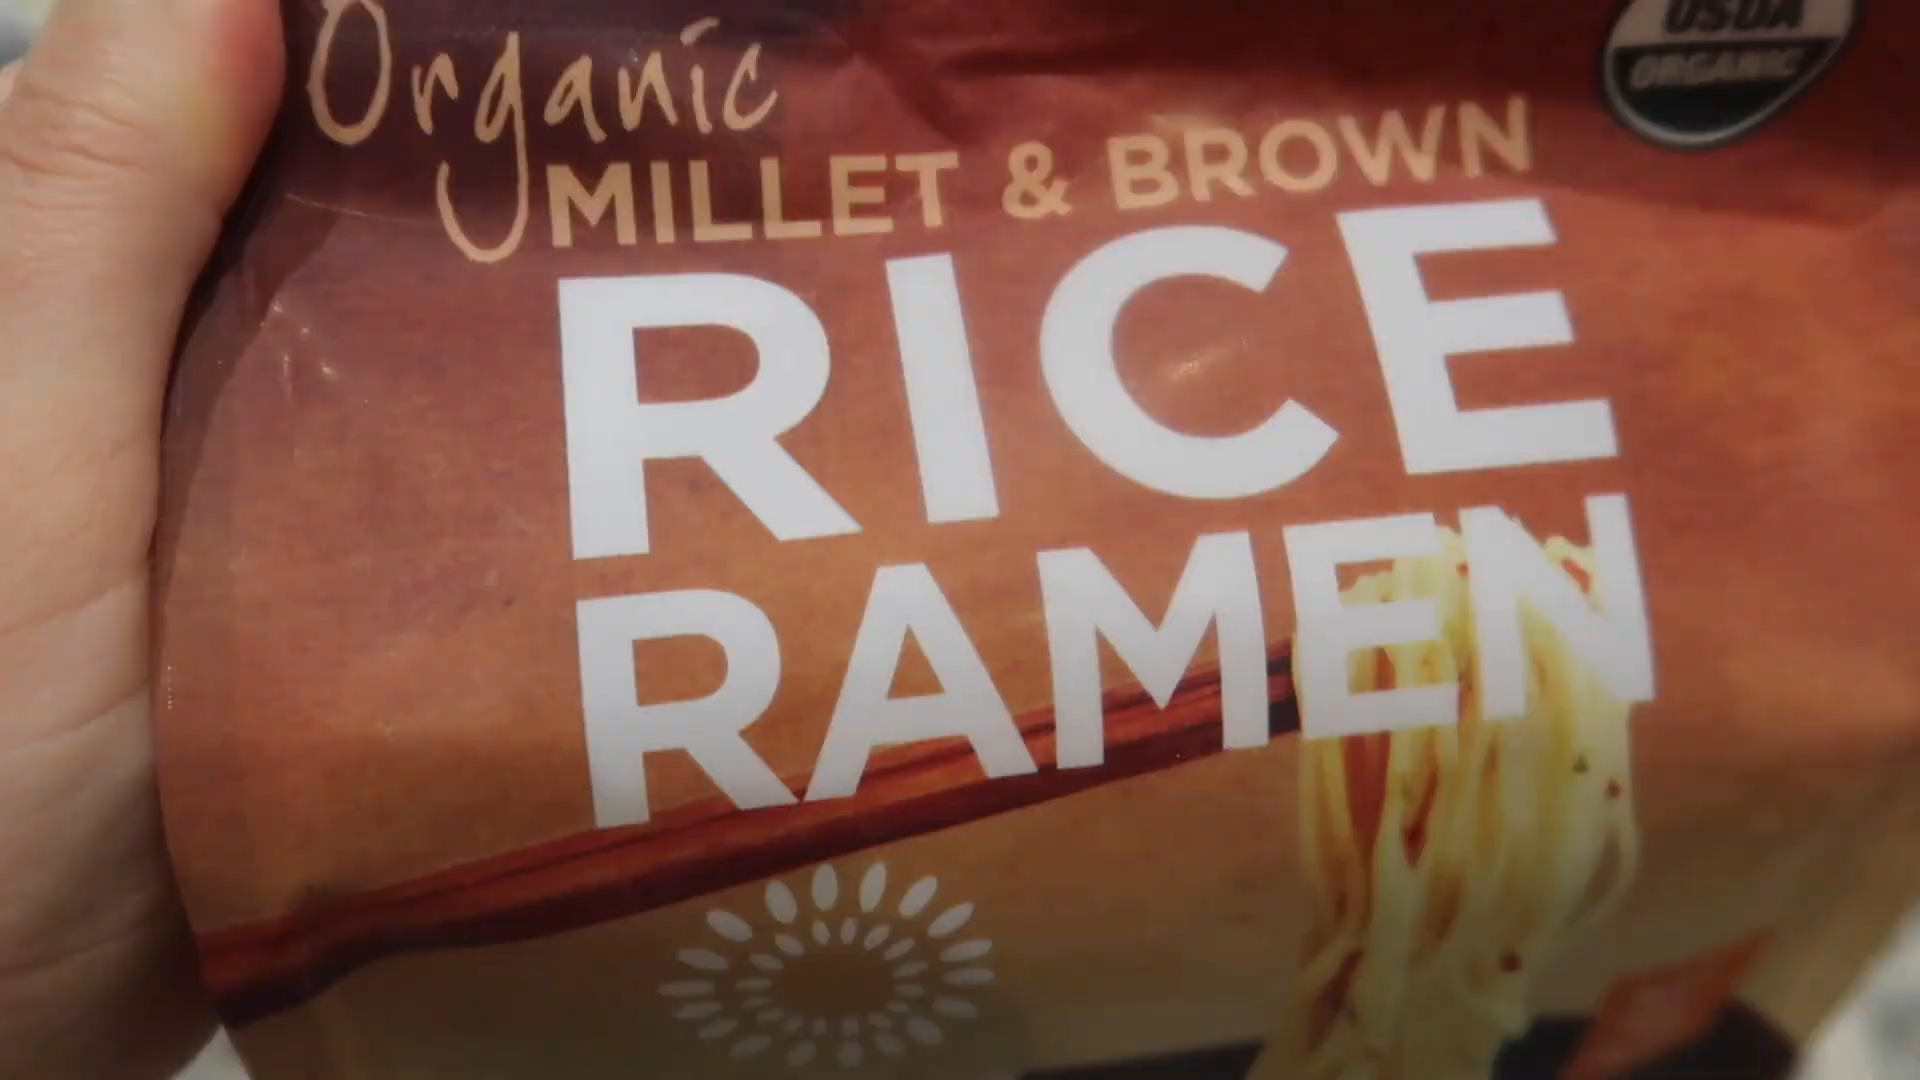 USDA
ORGANIC
Organic
MILLET & BROWN
RICE
RAMEN